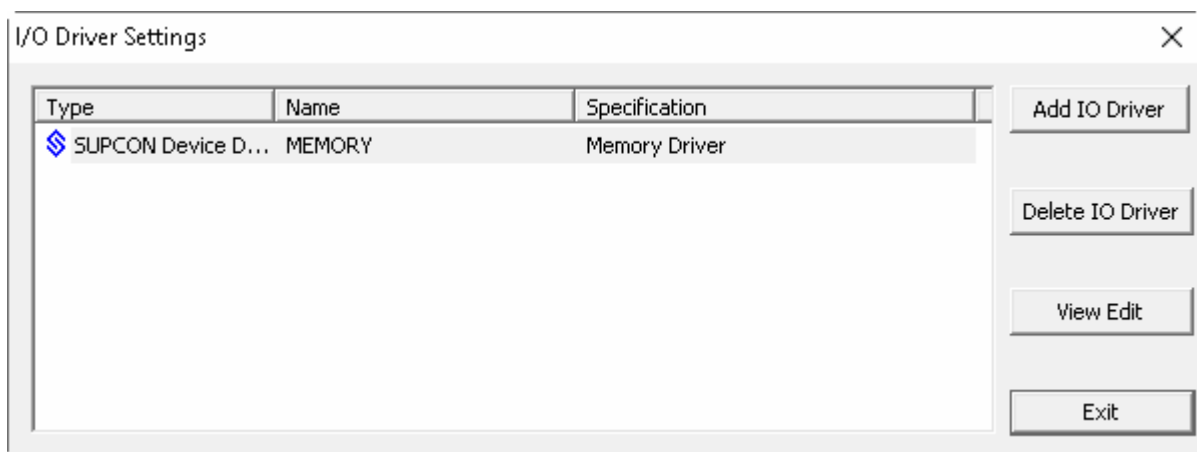 I/O Driver Settings
Type Name Specification
SUPCON Device D... MEMORY Memory Driver
Add IO Driver
Delete IO Driver
View Edit
Exit